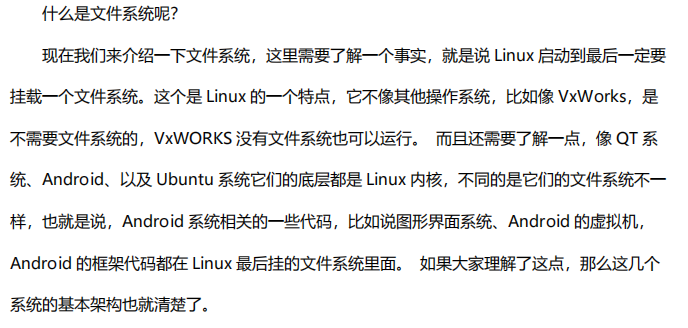 什么是文件系统呢？
现在我们来介绍一下文件系统，这里需要了解一个事实，就是说 Linux 启动到最后一定要
挂载一个文件系统。这个是 Linux 的一个特点，它不像其他操作系统，比如像 VxWorks，是
不需要文件系统的，VxWORKS 没有文件系统也可以运行。 而且还需要了解一点，像 QT 系
统、Android、以及 Ubuntu 系统它们的底层都是 Linux 内核，不同的是它们的文件系统不一
样，也就是说，Android 系统相关的一些代码，比如说图形界面系统、Android 的虚拟机，
Android 的框架代码都在 Linux 最后挂的文件系统里面。 如果大家理解了这点，那么这几个
系统的基本架构也就清楚了。